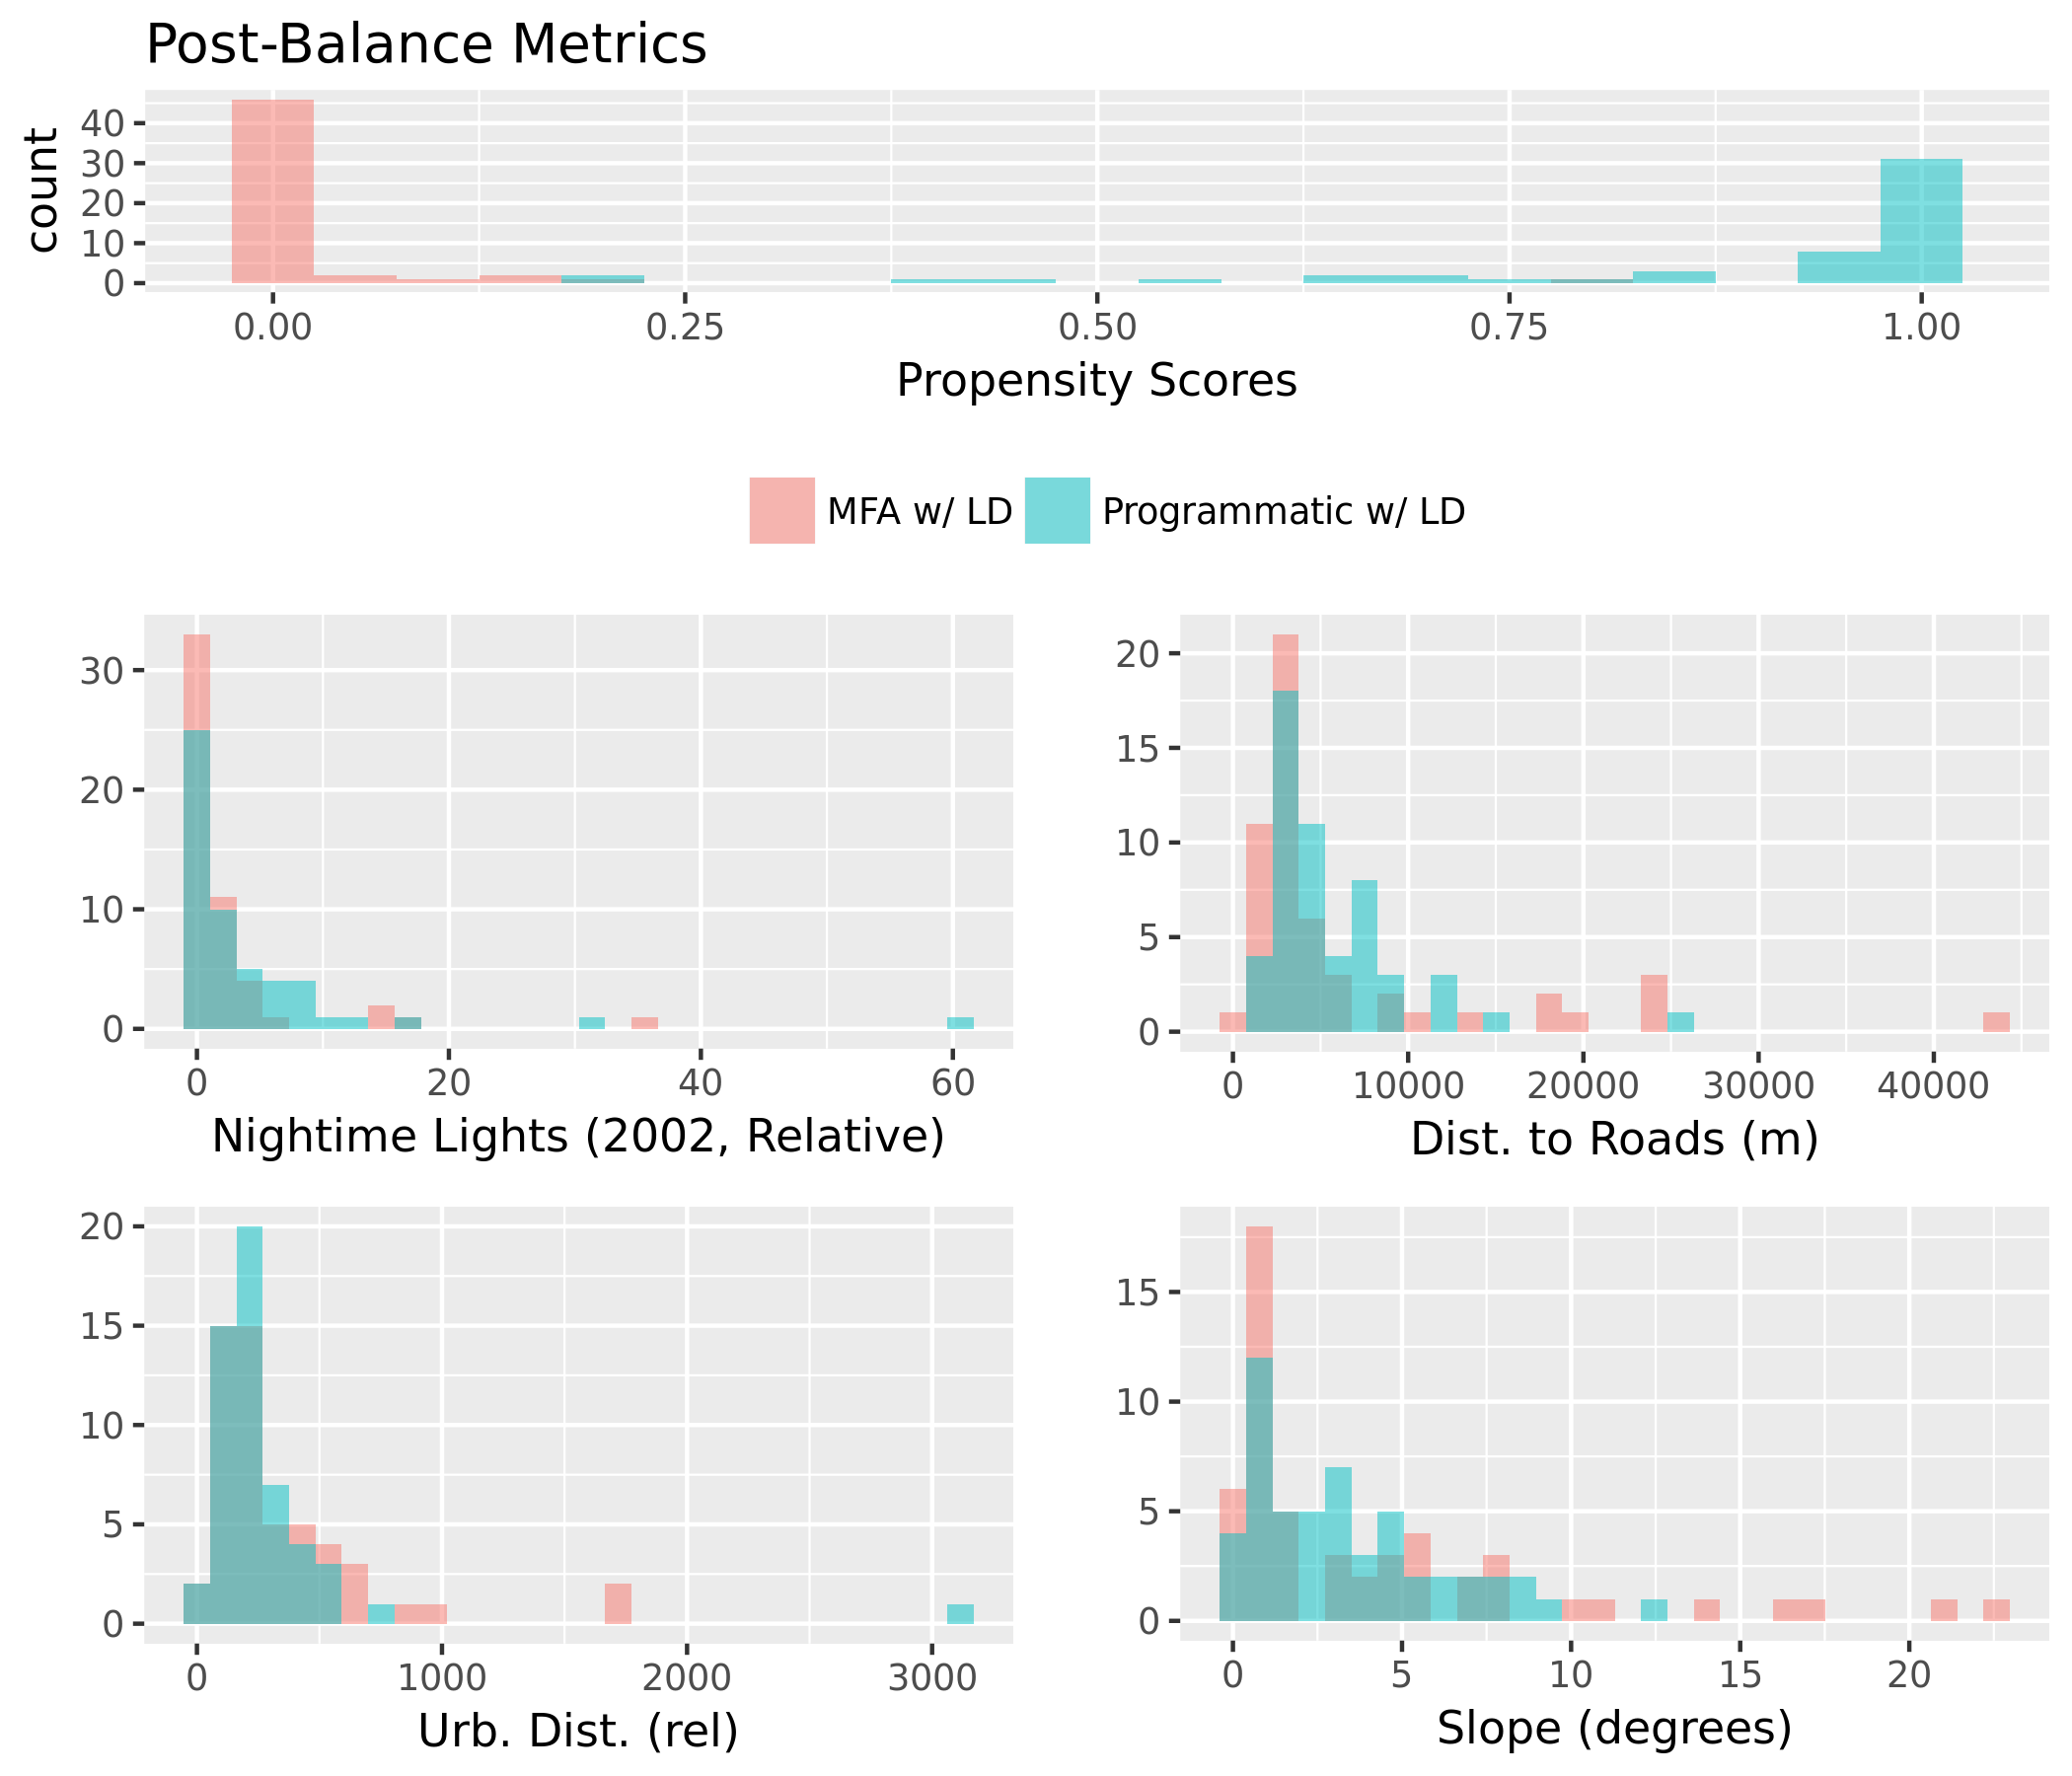 Post-Balance Metrics
count
40
30
20
10
0
0.00 0.25 0.50 0.75 1.00
Propensity Scores
MFA w/ LD Programmatic w/ LD
30
20
10
0
0 20 40 60
Nightime Lights (2002, Relative)
20
15
10
5
0
0 10000 20000 30000 40000
Dist. to Roads (m)
20
15
10
5
0
0 1000 2000 3000
Urb. Dist. (rel)
15
10
5
0
0 5 10 15 20
Slope (degrees)